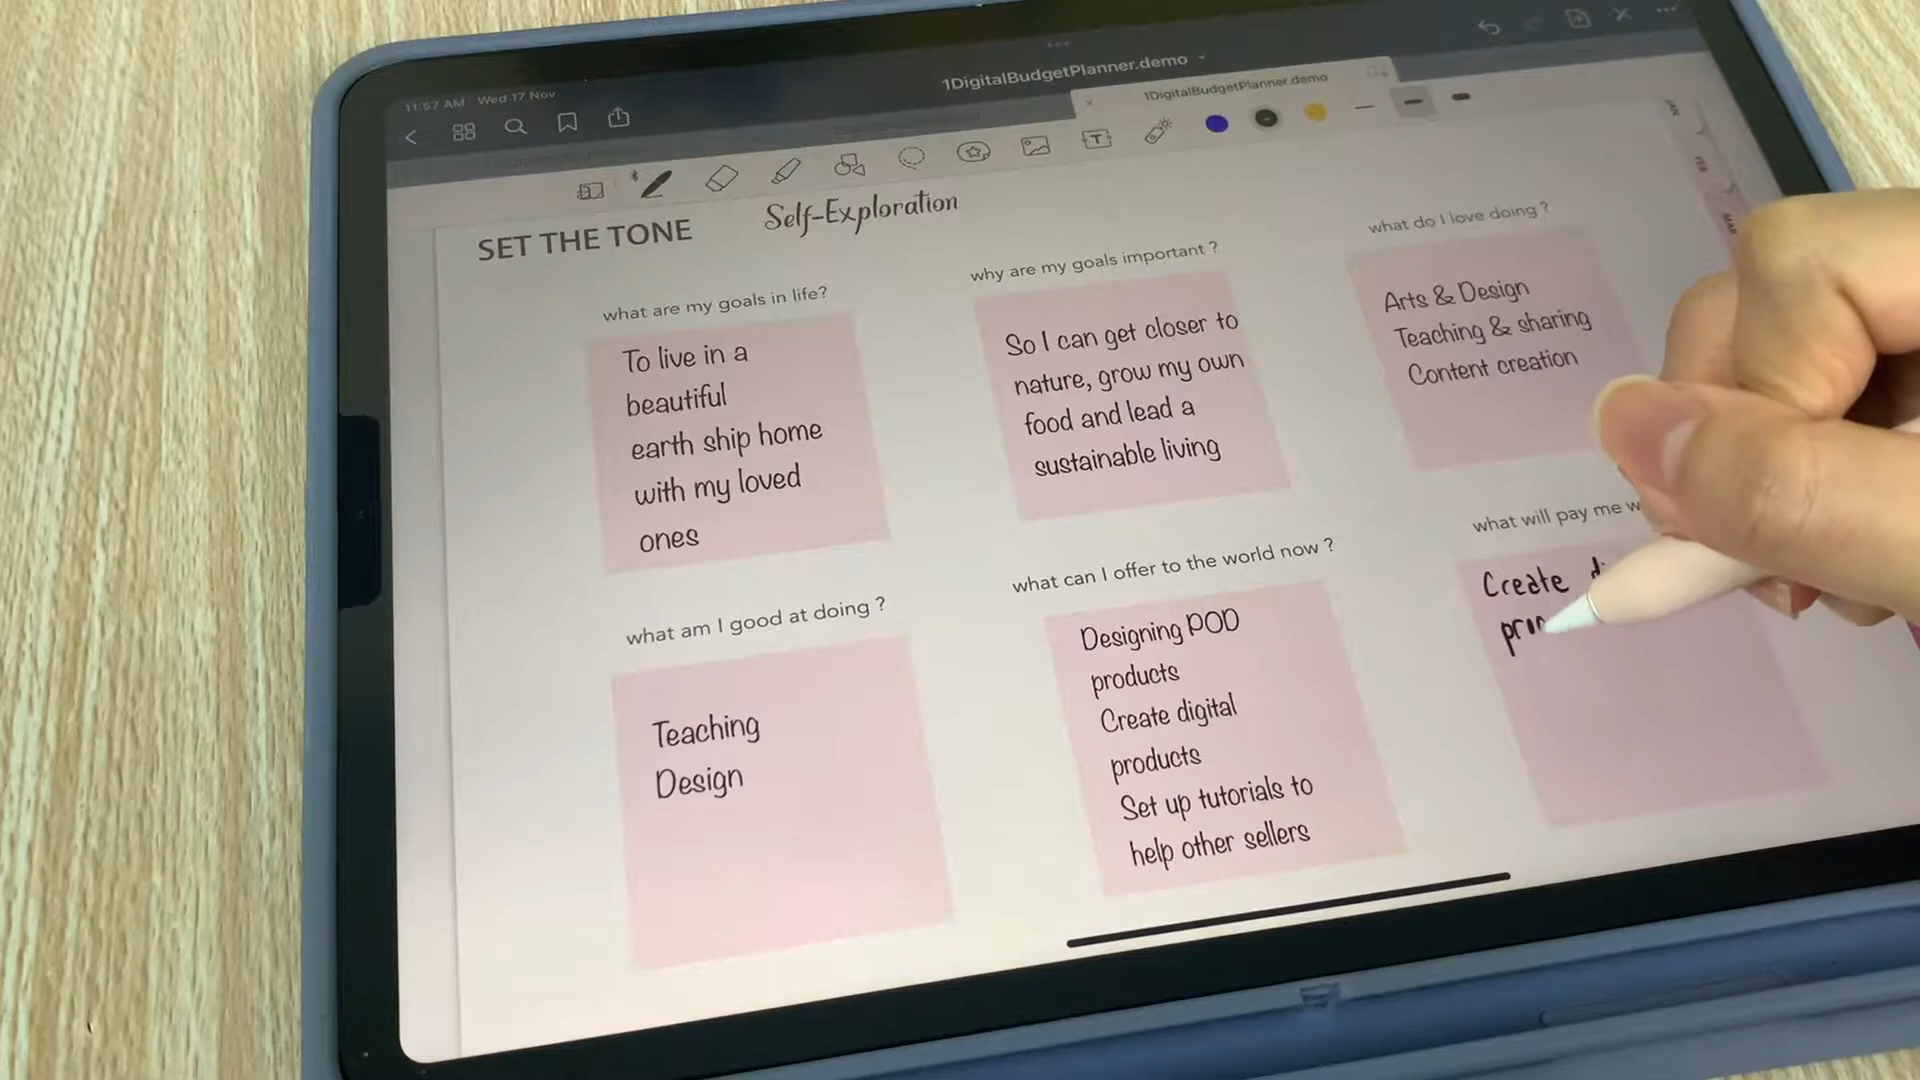 11:57 AM Wed 17 Nov
1DigitalBudgetPlanner.demo
1DigitalBudgetPlanner.demo
JAN
FEB
MAR
SET THE TONE Self-Exploration
what are my goals in life?
To live in a
beautiful
earth ship home
with my loved
ones
why are my goals important ?
So I can get closer to
nature, grow my own
food and lead a
sustainable living
what do I love doing ?
Arts & Design
Teaching & sharing
Content creation
what am I good at doing ?
Teaching
Design
what can I offer to the world now ?
Designing POD
products
Create digital
products
Set up tutorials to
help other sellers
what will pay me
Create